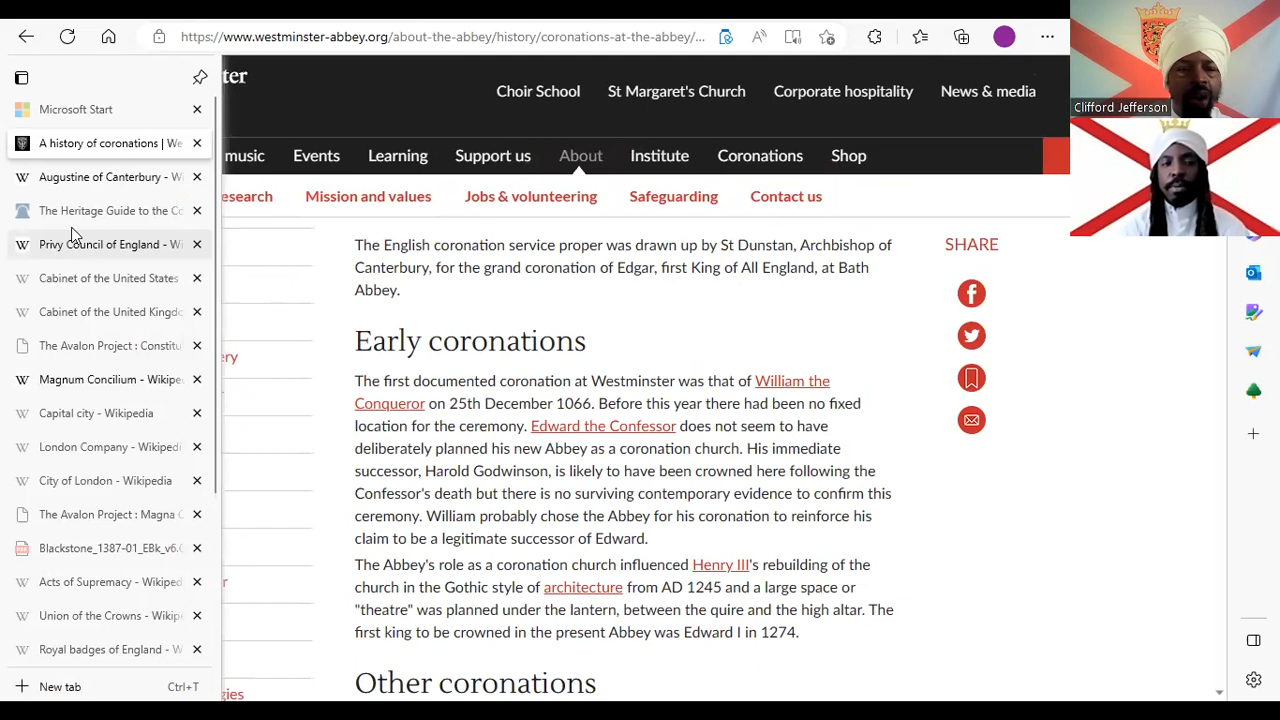 https://www.westminster-abbey.org/about-the-abbey/history/coronations-at-the-abbey/...
Microsoft Start
A history of coronations | We
Augustine of Canterbury - Wi
The Heritage Guide to the Co
Privy Council of England - Wi
Cabinet of the United States
Cabinet of the United Kingdo
The Avalon Project : Constitu
Magnum Concilium - Wikipe
Capital city - Wikipedia
London Company - Wikipedi
City of London - Wikipedia
The Avalon Project : Magna C
Blackstone_1387-01_EBk_v6.0
Acts of Supremacy - Wikiped
Union of the Crowns - Wikipe
Royal badges of England - W
New tab
Ctrl+T
ter
Choir School
St Margaret's Church
Corporate hospitality
News & media
music
Events
Learning
Support us
About
Institute
Coronations
Shop
esearch
Mission and values
Jobs & volunteering
Safeguarding
Contact us
The English coronation service proper was drawn up by St Dunstan, Archbishop of
Canterbury, for the grand coronation of Edgar, first King of All England, at Bath
Abbey.
Early coronations
The first documented coronation at Westminster was that of William the
Conqueror on 25th December 1066. Before this year there had been no fixed
location for the ceremony. Edward the Confessor does not seem to have
deliberately planned his new Abbey as a coronation church. His immediate
successor, Harold Godwinson, is likely to have been crowned here following the
Confessor's death but there is no surviving contemporary evidence to confirm this
ceremony. William probably chose the Abbey for his coronation to reinforce his
claim to be a legitimate successor of Edward.
The Abbey's role as a coronation church influenced Henry III's rebuilding of the
church in the Gothic style of architecture from AD 1245 and a large space or
"theatre" was planned under the lantern, between the quire and the high altar. The
first king to be crowned in the present Abbey was Edward I in 1274.
Other coronations
ery
r
gies
SHARE
Clifford Jefferson